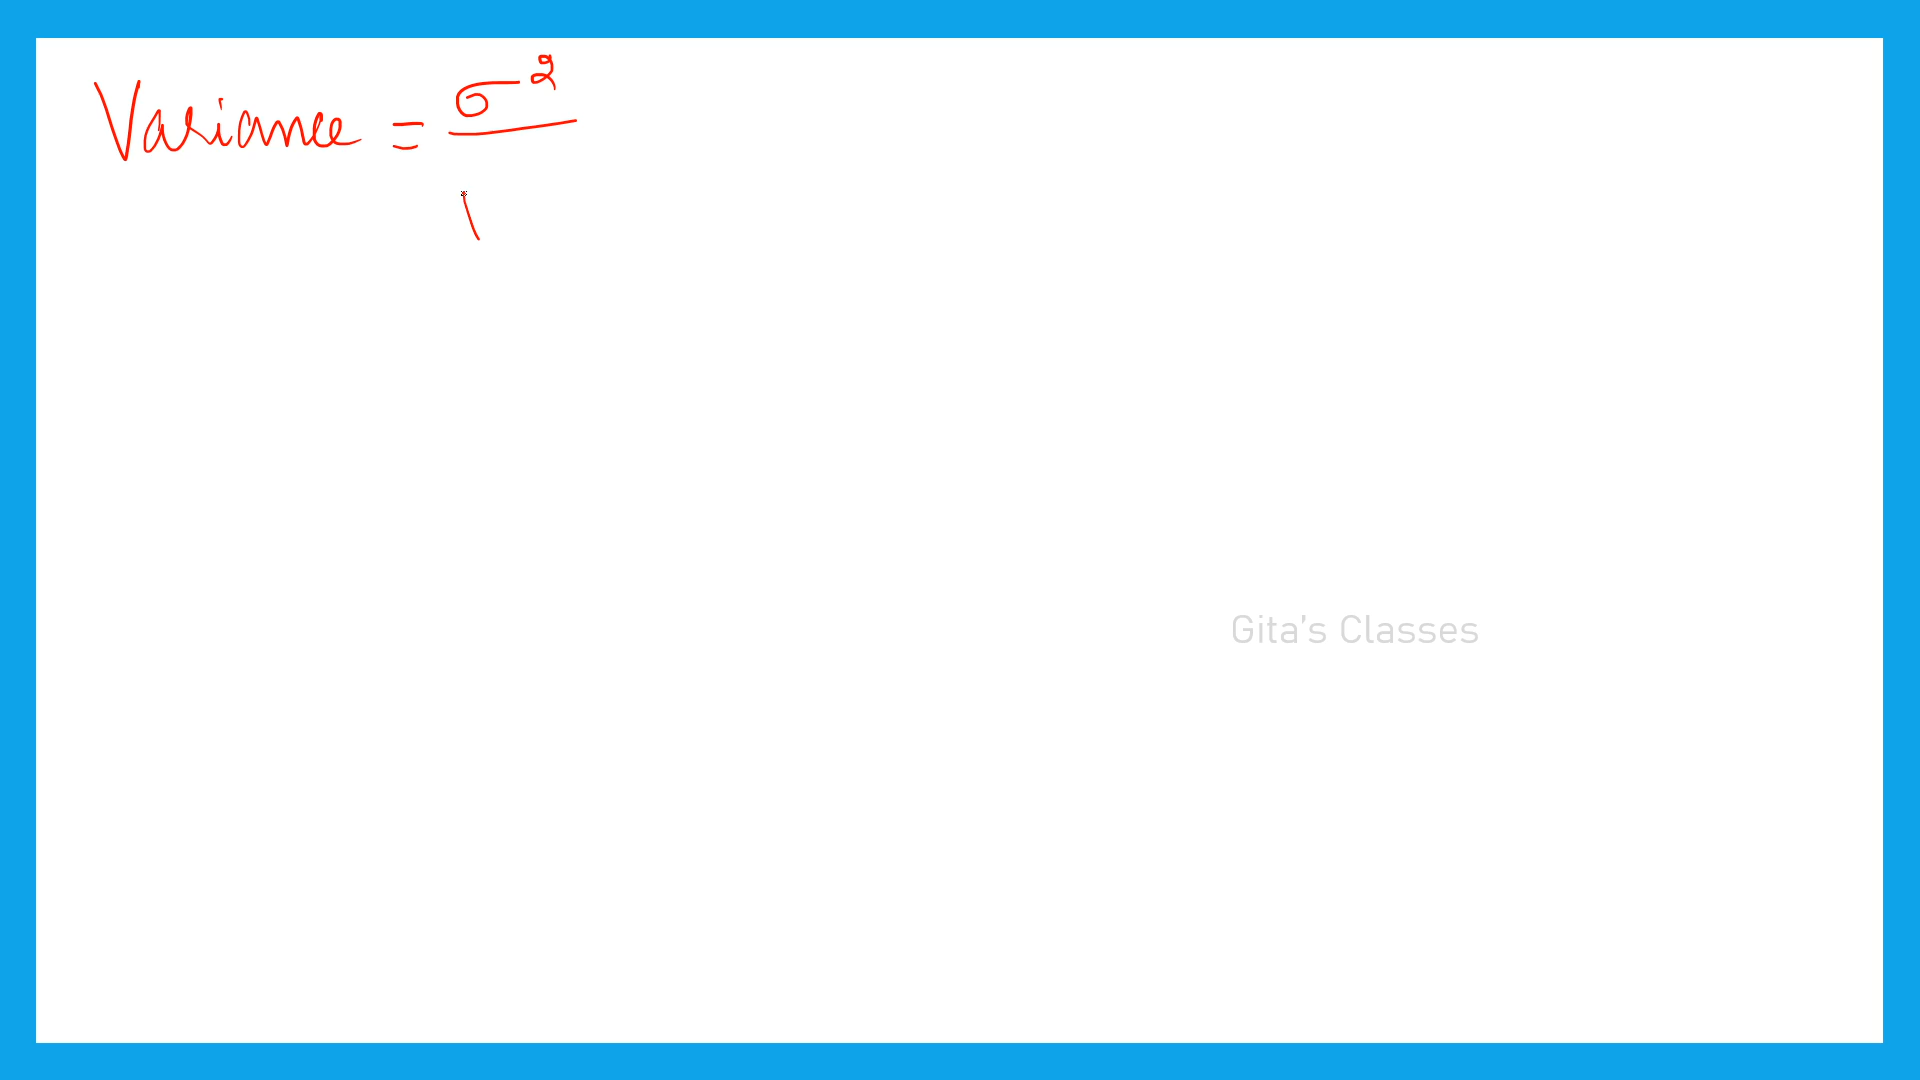 Variance = σ²
Gita's Classes